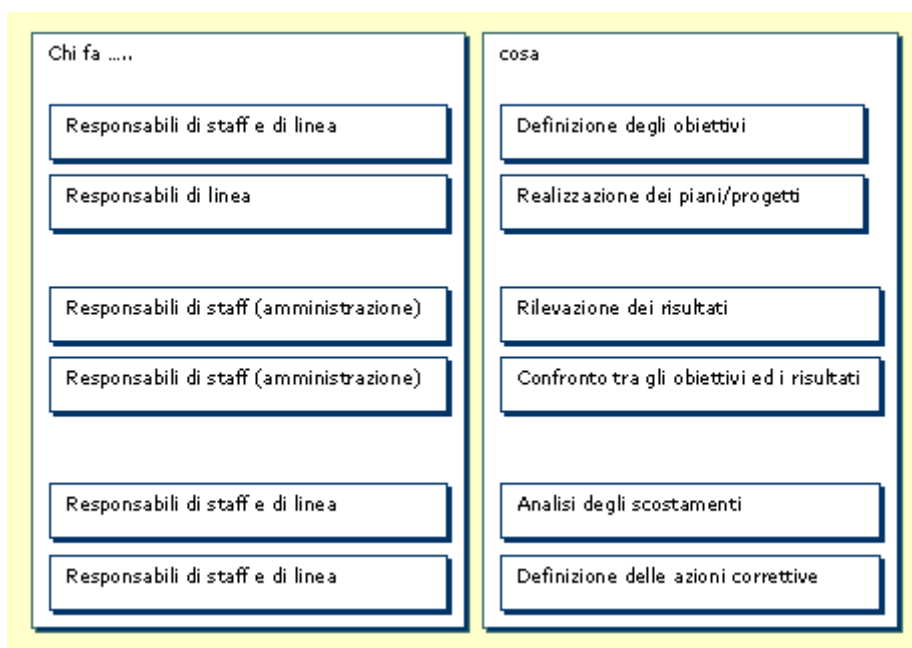 Chi fa .....
cosa
Responsabili di staff e di linea
Definizione degli obiettivi
Responsabili di linea
Realizzazione dei piani/progetti
Responsabili di staff (amministrazione)
Rilevazione dei risultati
Responsabili di staff (amministrazione)
Confronto tra gli obiettivi ed i risultati
Responsabili di staff e di linea
Analisi degli scostamenti
Responsabili di staff e di linea
Definizione delle azioni correttive